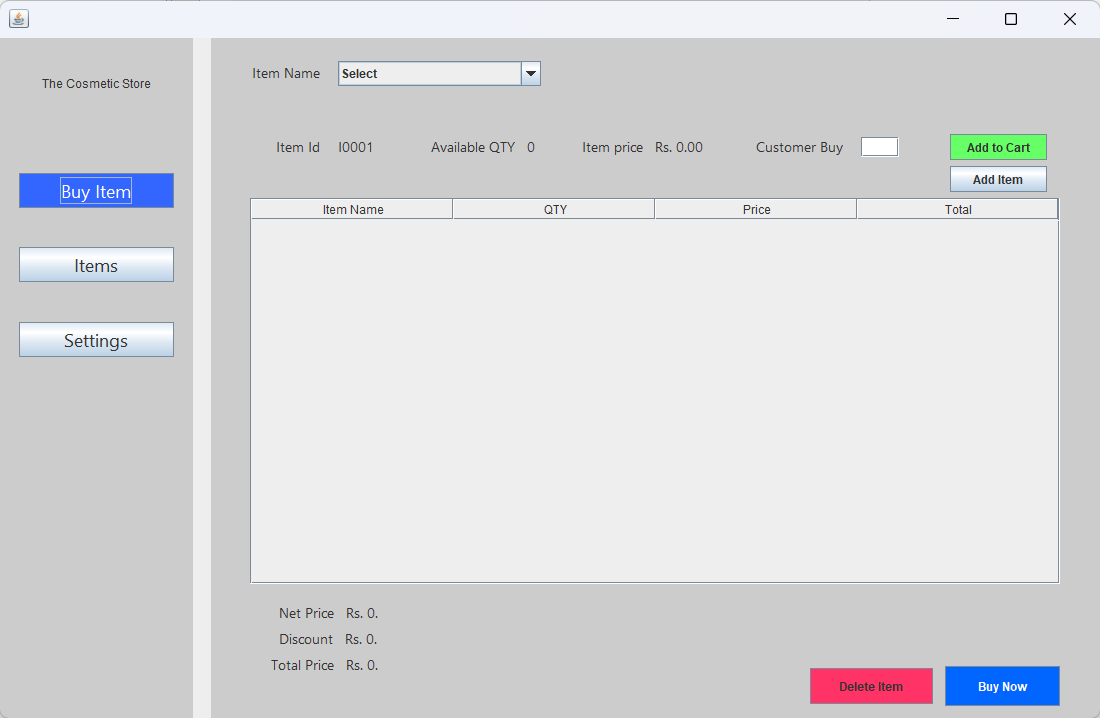 The Cosmetic Store
Buy Item
Items
Settings
Item Name Select
Item Id I0001 Available QTY 0 Item price Rs. 0.00 Customer Buy Add to Cart
Add Item
Item Name QTY Price Total
Net Price Rs. 0.
Discount Rs. 0.
Total Price Rs. 0.
Delete Item Buy Now